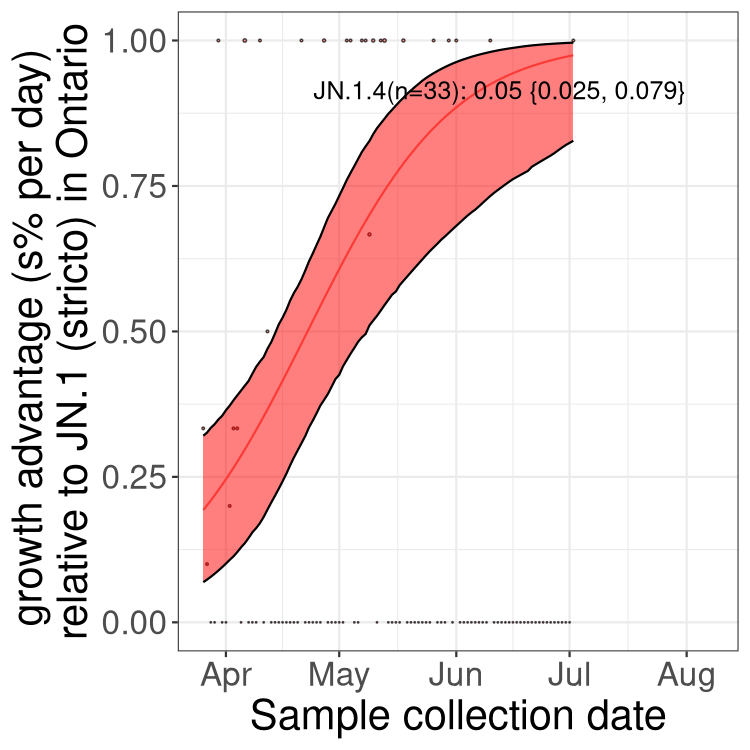 growth advantage (s% per day)
relative to JN.1 (stricto) in Ontario
1.00
0.75
0.50
0.25
0.00
JN.1.4(n=33): 0.05 {0.025, 0.079}
Apr May Jun Jul Aug
Sample collection date